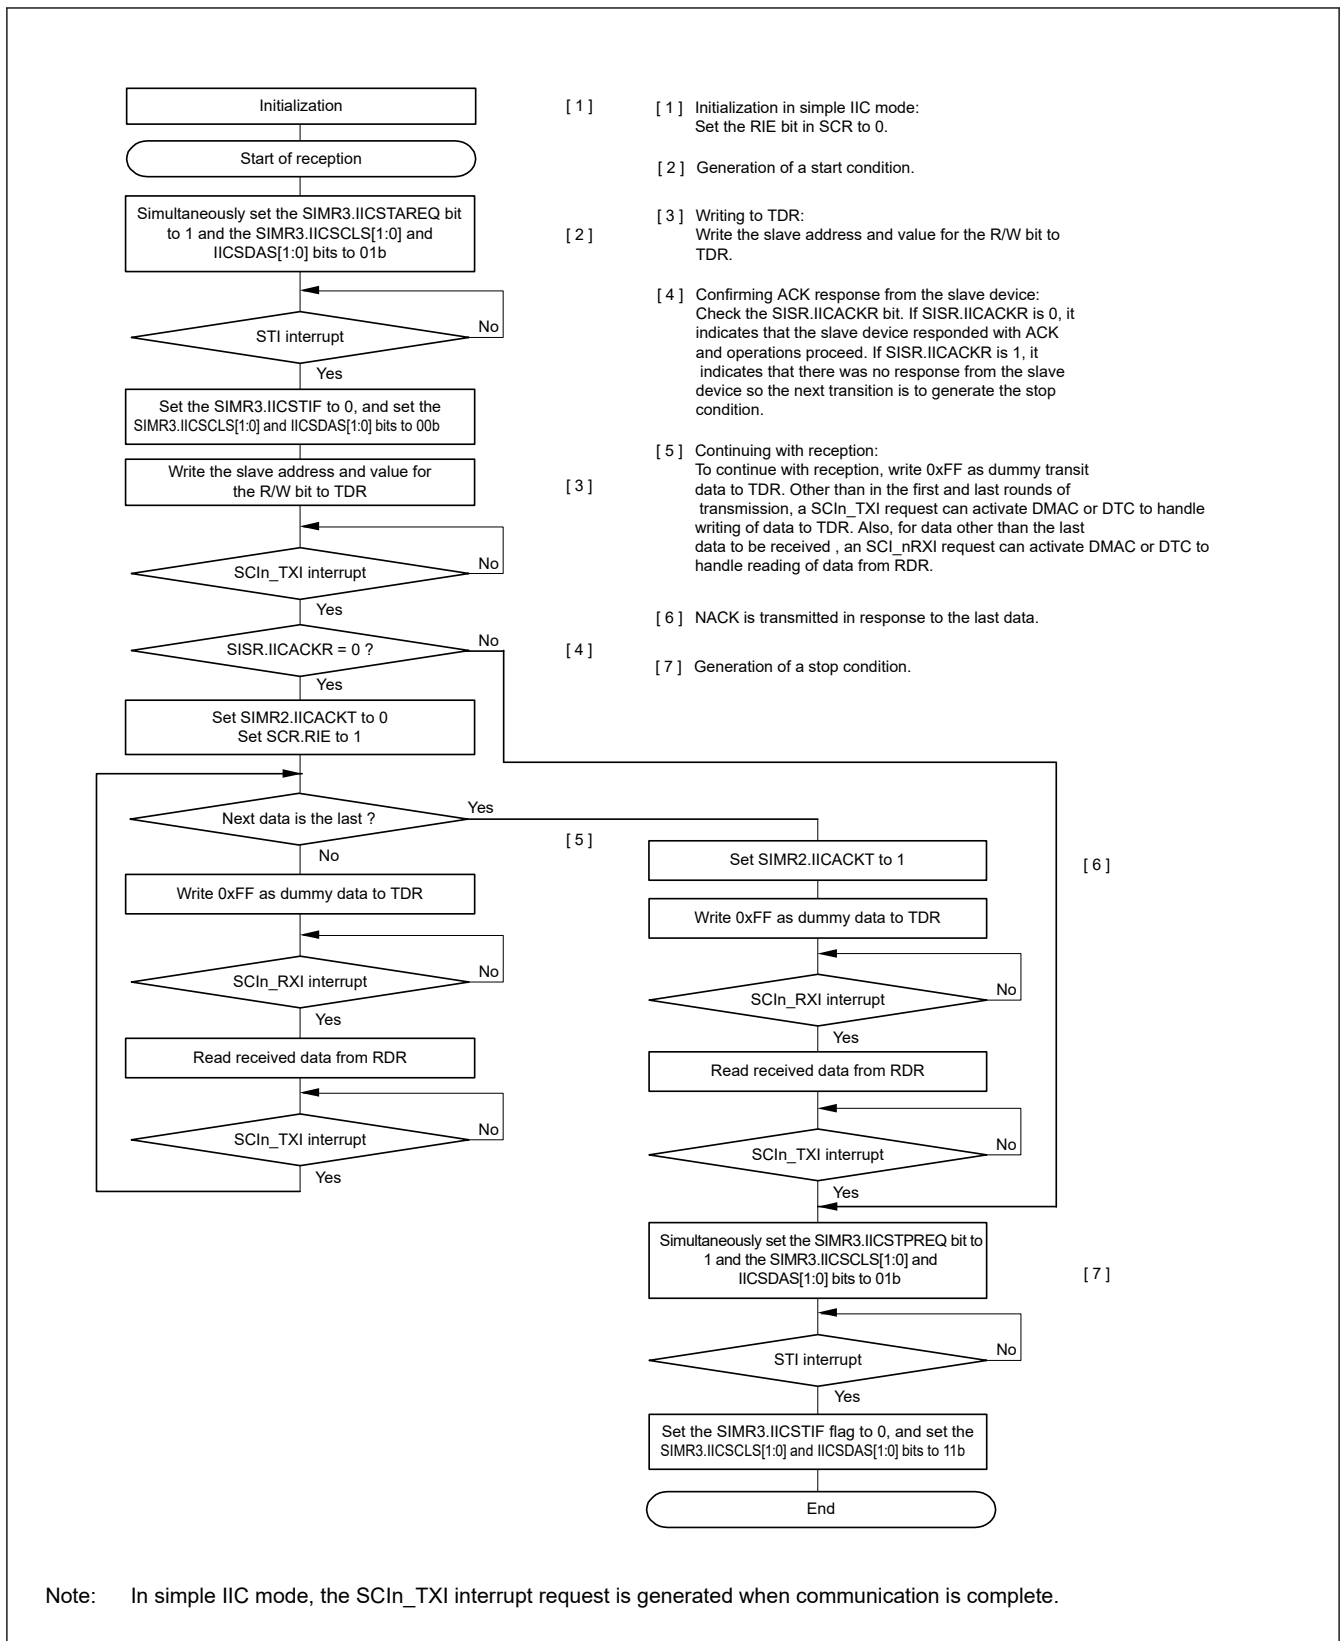 Initialization
[ 1 ]
Start of reception
Simultaneously set the SIMR3.IICSTAREQ bit
to 1 and the SIMR3.IICSCLS[1:0] and
IICSDAS[1:0] bits to 01b
[ 2 ]
STI interrupt
No
Yes
Set the SIMR3.IICSTIF to 0, and set the
SIMR3.IICSCLS[1:0] and IICSDAS[1:0] bits to 00b
Write the slave address and value for
the R/W bit to TDR
[ 3 ]
SCIn_TXI interrupt
No
Yes
SISR.IICACKR = 0 ?
No
[ 4 ]
Yes
Set SIMR2.IICACKT to 0
Set SCR.RIE to 1
Next data is the last ?
Yes
[ 5 ]
No
Write 0xFF as dummy data to TDR
SCIn_RXI interrupt
No
Yes
Read received data from RDR
SCIn_TXI interrupt
No
Yes
[ 1 ] Initialization in simple IIC mode:
Set the RIE bit in SCR to 0.
[ 2 ] Generation of a start condition.
[ 3 ] Writing to TDR:
Write the slave address and value for the R/W bit to
TDR.
[ 4 ] Confirming ACK response from the slave device:
Check the SISR.IICACKR bit. If SISR.IICACKR is 0, it
indicates that the slave device responded with ACK
and operations proceed. If SISR.IICACKR is 1, it
indicates that there was no response from the slave
device so the next transition is to generate the stop
condition.
[ 5 ] Continuing with reception:
To continue with reception, write 0xFF as dummy transit
data to TDR. Other than in the first and last rounds of
transmission, a SCIn_TXI request can activate DMAC or DTC to handle
writing of data to TDR. Also, for data other than the last
data to be received , an SCI_nRXI request can activate DMAC or DTC to
handle reading of data from RDR.
[ 6 ] NACK is transmitted in response to the last data.
[ 7 ] Generation of a stop condition.
Set SIMR2.IICACKT to 1
[ 6 ]
Write 0xFF as dummy data to TDR
SCIn_RXI interrupt
No
Yes
Read received data from RDR
SCIn_TXI interrupt
No
Yes
Simultaneously set the SIMR3.IICSTPREQ bit to
1 and the SIMR3.IICSCLS[1:0] and
IICSDAS[1:0] bits to 01b
[ 7 ]
STI interrupt
No
Yes
Set the SIMR3.IICSTIF flag to 0, and set the
SIMR3.IICSCLS[1:0] and IICSDAS[1:0] bits to 11b
End
Note: In simple IIC mode, the SCIn_TXI interrupt request is generated when communication is complete.